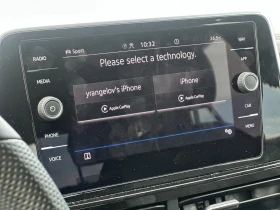 10:32
RADIO
NAV
Please select a technology.
MEDIA
APP
yrangelov's iPhone
iPhone
Apple CarPlay
Apple CarPlay
CAR
PHONE
MENU
VOICE